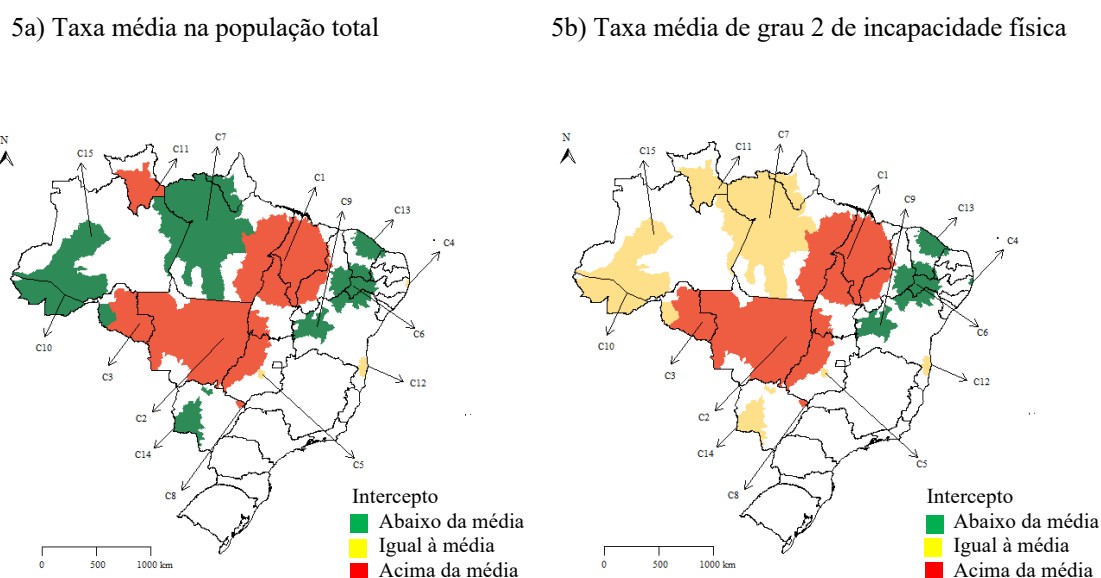 5a) Taxa média na população total
N
C7
C11
C15
C1
C9
C13
C4
C6
C10
C12
C3
C2
C14
C5
C8
Intercepto
Abaixo da média
Igual à média
Acima da média
0 500 1000 km
5b) Taxa média de grau 2 de incapacidade física
N
C7
C11
C15
C1
C9
C13
C4
C6
C10
C12
C3
C2
C14
C5
C8
Intercepto
Abaixo da média
Igual à média
Acima da média
0 500 1000 km